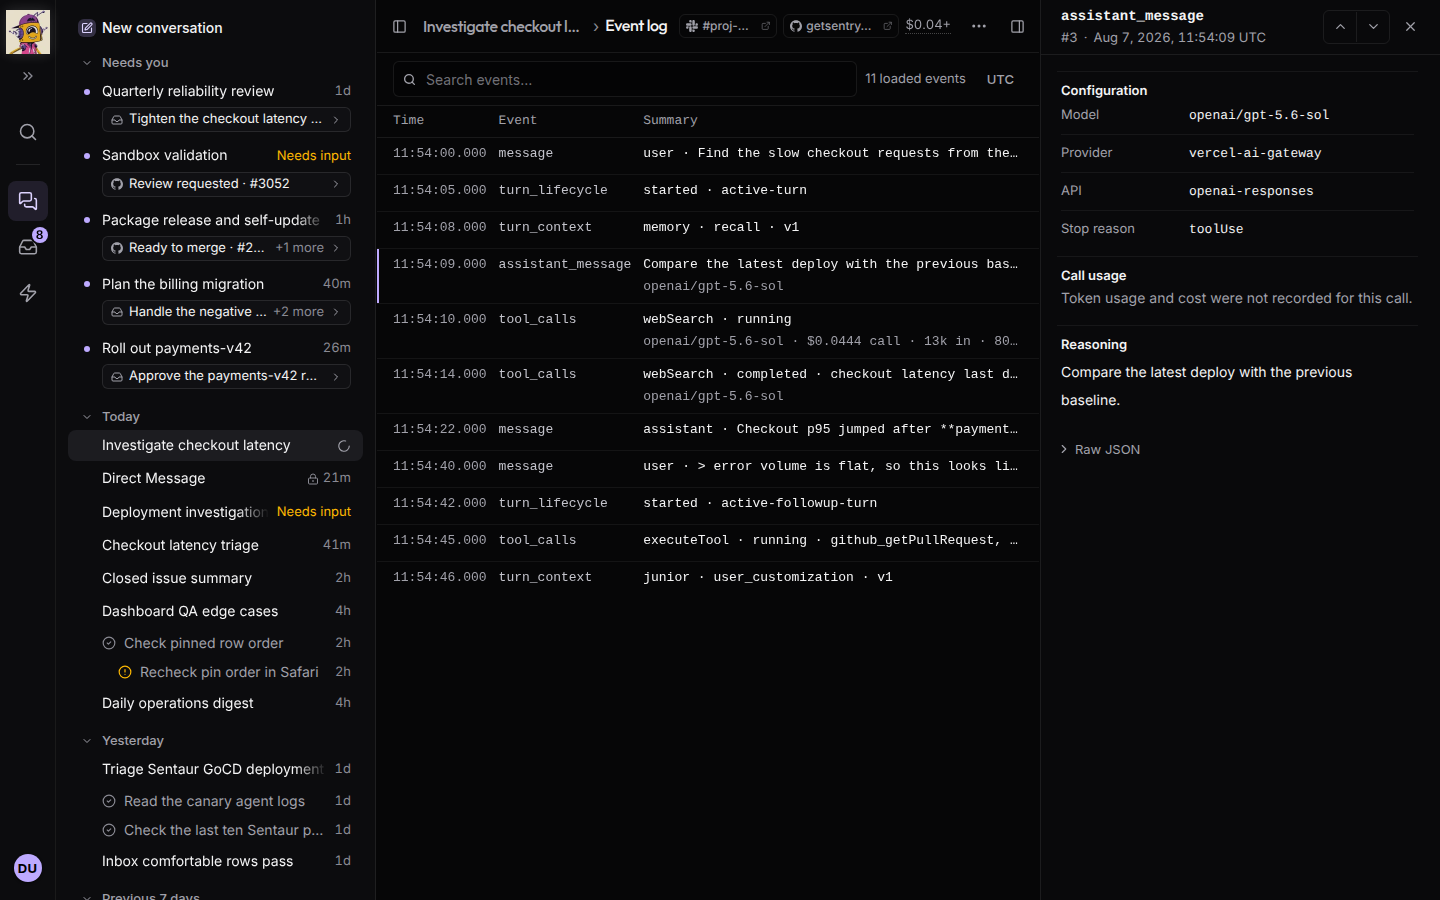 New conversation
Needs you
Quarterly reliability review 1d
Tighten the checkout latency ...
Sandbox validation Needs input
Review requested · #3052
Package release and self-update 1h
Ready to merge · #2... +1 more
Plan the billing migration 40m
Handle the negative ... +2 more
Roll out payments-v42 26m
Approve the payments-v42 r...
Today
Investigate checkout latency
Direct Message 21m
Deployment investigation Needs input
Checkout latency triage 41m
Closed issue summary 2h
Dashboard QA edge cases 4h
Check pinned row order 2h
Recheck pin order in Safari 2h
Daily operations digest 4h
Yesterday
Triage Sentaur GoCD deployment 1d
Read the canary agent logs 1d
Check the last ten Sentaur p... 1d
Inbox comfortable rows pass 1d
Previous 7 days
8
DU
Investigate checkout l... › Event log #proj-... getsentry... $0.04+
Search events... 11 loaded events UTC
Time Event Summary
11:54:00.000 message user · Find the slow checkout requests from the…
11:54:05.000 turn_lifecycle started · active-turn
11:54:08.000 turn_context memory · recall · v1
11:54:09.000 assistant_message Compare the latest deploy with the previous bas…
openai/gpt-5.6-sol
11:54:10.000 tool_calls webSearch · running
openai/gpt-5.6-sol · $0.0444 call · 13k in · 80…
11:54:14.000 tool_calls webSearch · completed · checkout latency last d…
openai/gpt-5.6-sol
11:54:22.000 message assistant · Checkout p95 jumped after **payment…
11:54:40.000 message user · > error volume is flat, so this looks li…
11:54:42.000 turn_lifecycle started · active-followup-turn
11:54:45.000 tool_calls executeTool · running · github_getPullRequest, …
11:54:46.000 turn_context junior · user_customization · v1
assistant_message
#3 · Aug 7, 2026, 11:54:09 UTC
Configuration
Model openai/gpt-5.6-sol
Provider vercel-ai-gateway
API openai-responses
Stop reason toolUse
Call usage
Token usage and cost were not recorded for this call.
Reasoning
Compare the latest deploy with the previous
baseline.
Raw JSON